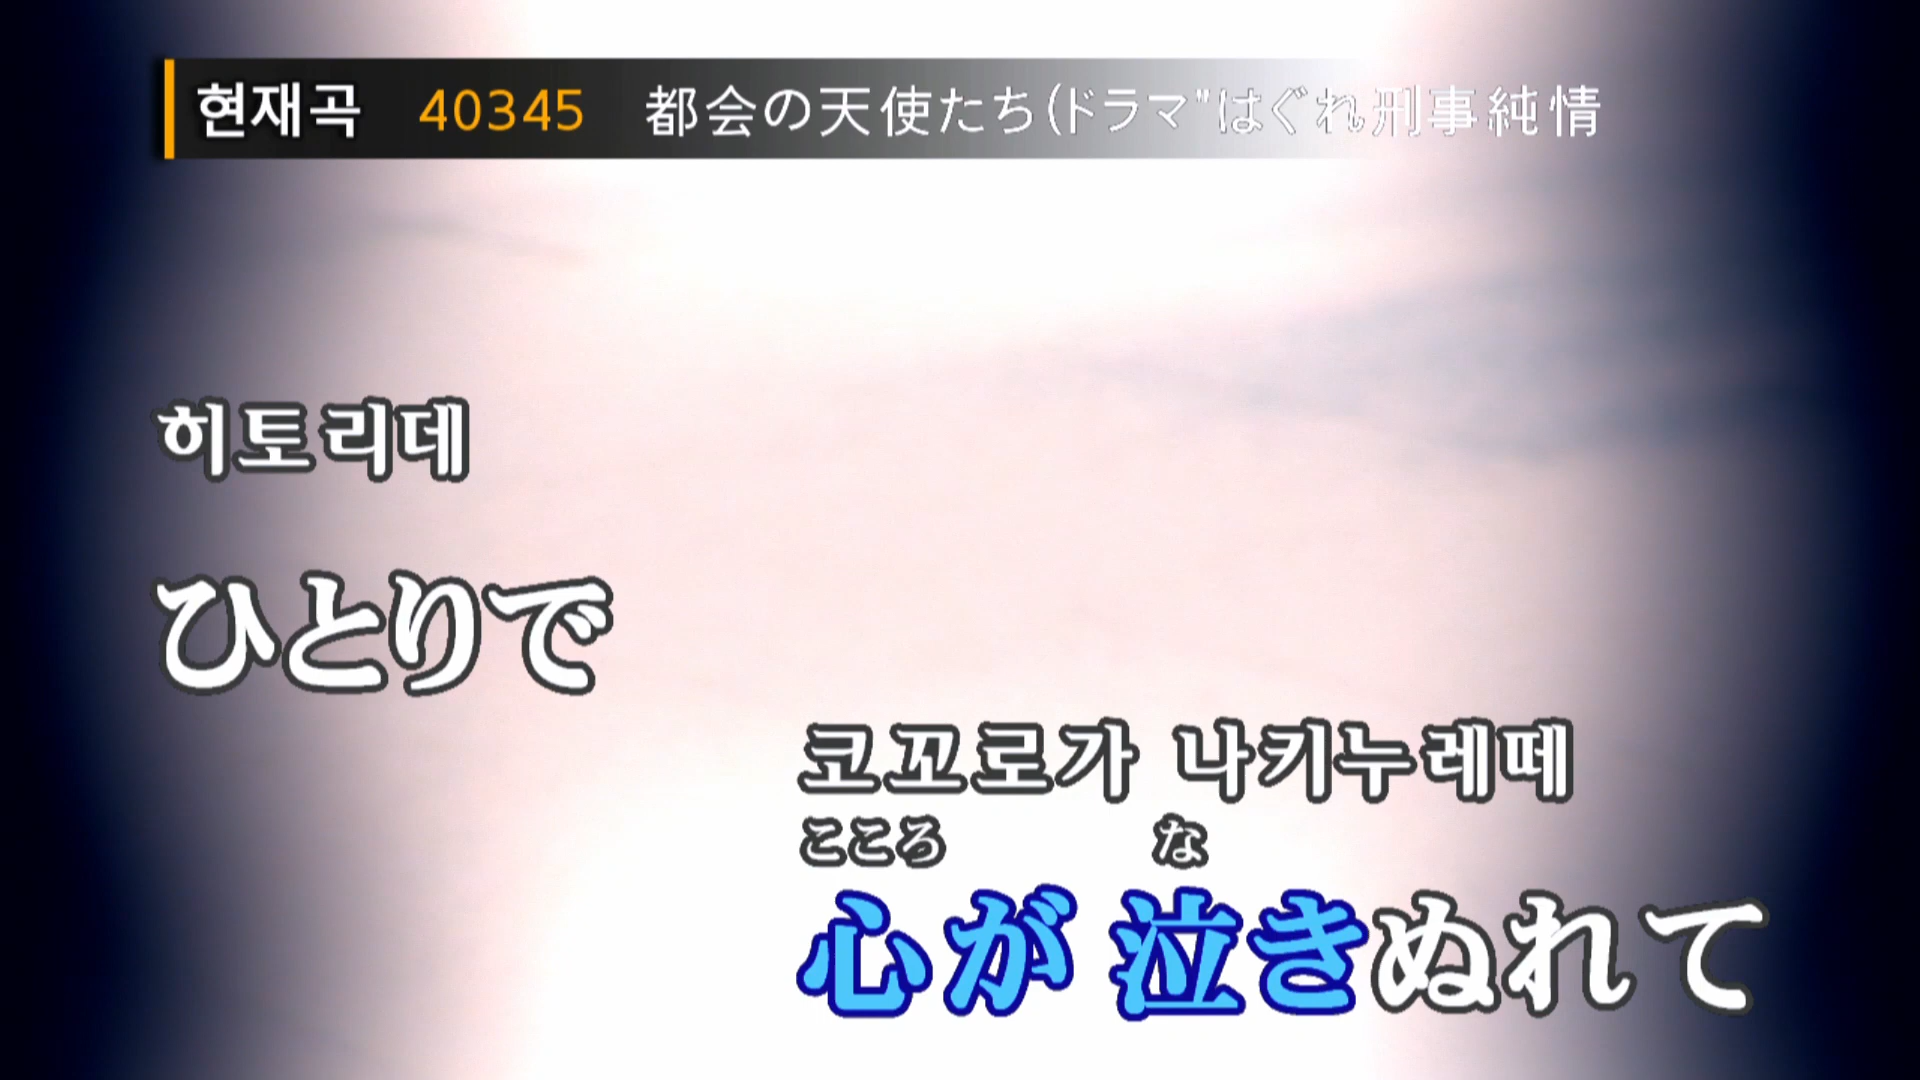 현재곡 40345 都会の天使たち(ドラマ"はぐれ刑事純情
히토리데
ひとりで
코꼬로가 나키누레떼
こころ な
心が 泣きぬれて